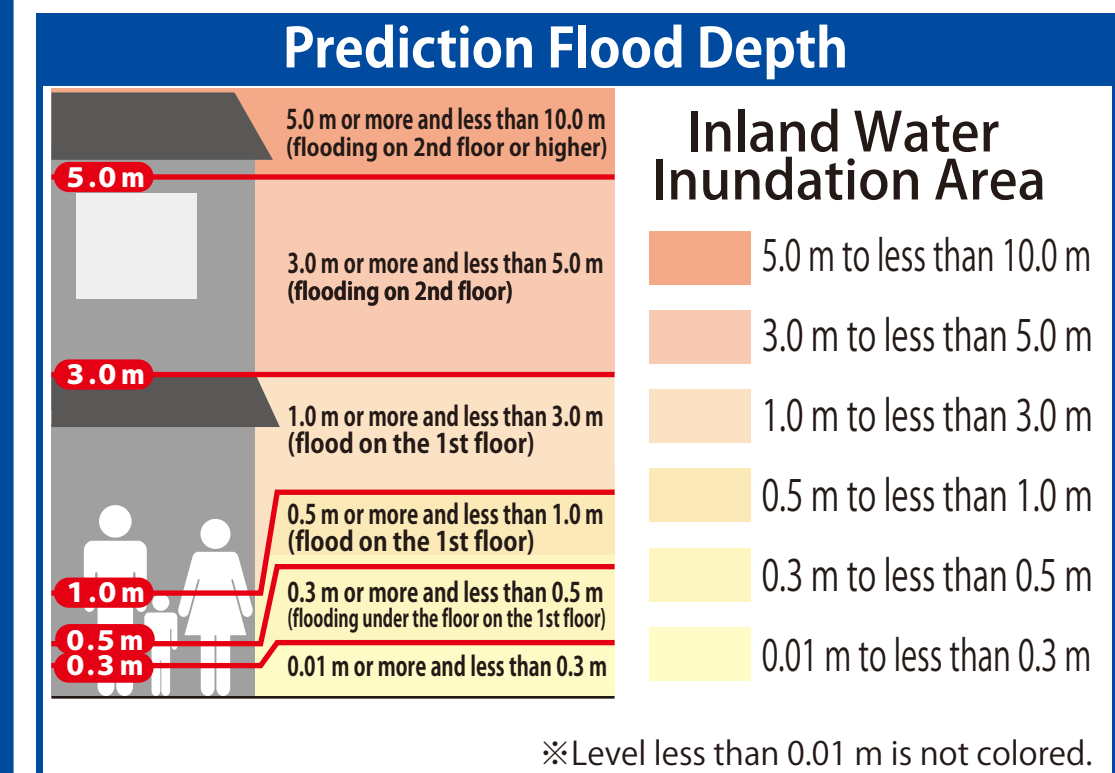 Prediction Flood Depth
5.0 m or more and less than 10.0 m
(flooding on 2nd floor or higher)
5.0 m
3.0 m or more and less than 5.0 m
(flooding on 2nd floor)
3.0 m
1.0 m or more and less than 3.0 m
(flood on the 1st floor)
0.5 m or more and less than 1.0 m
(flood on the 1st floor)
1.0 m
0.3 m or more and less than 0.5 m
(flooding under the floor on the 1st floor)
0.5 m
0.3 m
0.01 m or more and less than 0.3 m
Inland Water
Inundation Area
5.0 m to less than 10.0 m
3.0 m to less than 5.0 m
1.0 m to less than 3.0 m
0.5 m to less than 1.0 m
0.3 m to less than 0.5 m
0.01 m to less than 0.3 m
※Level less than 0.01 m is not colored.